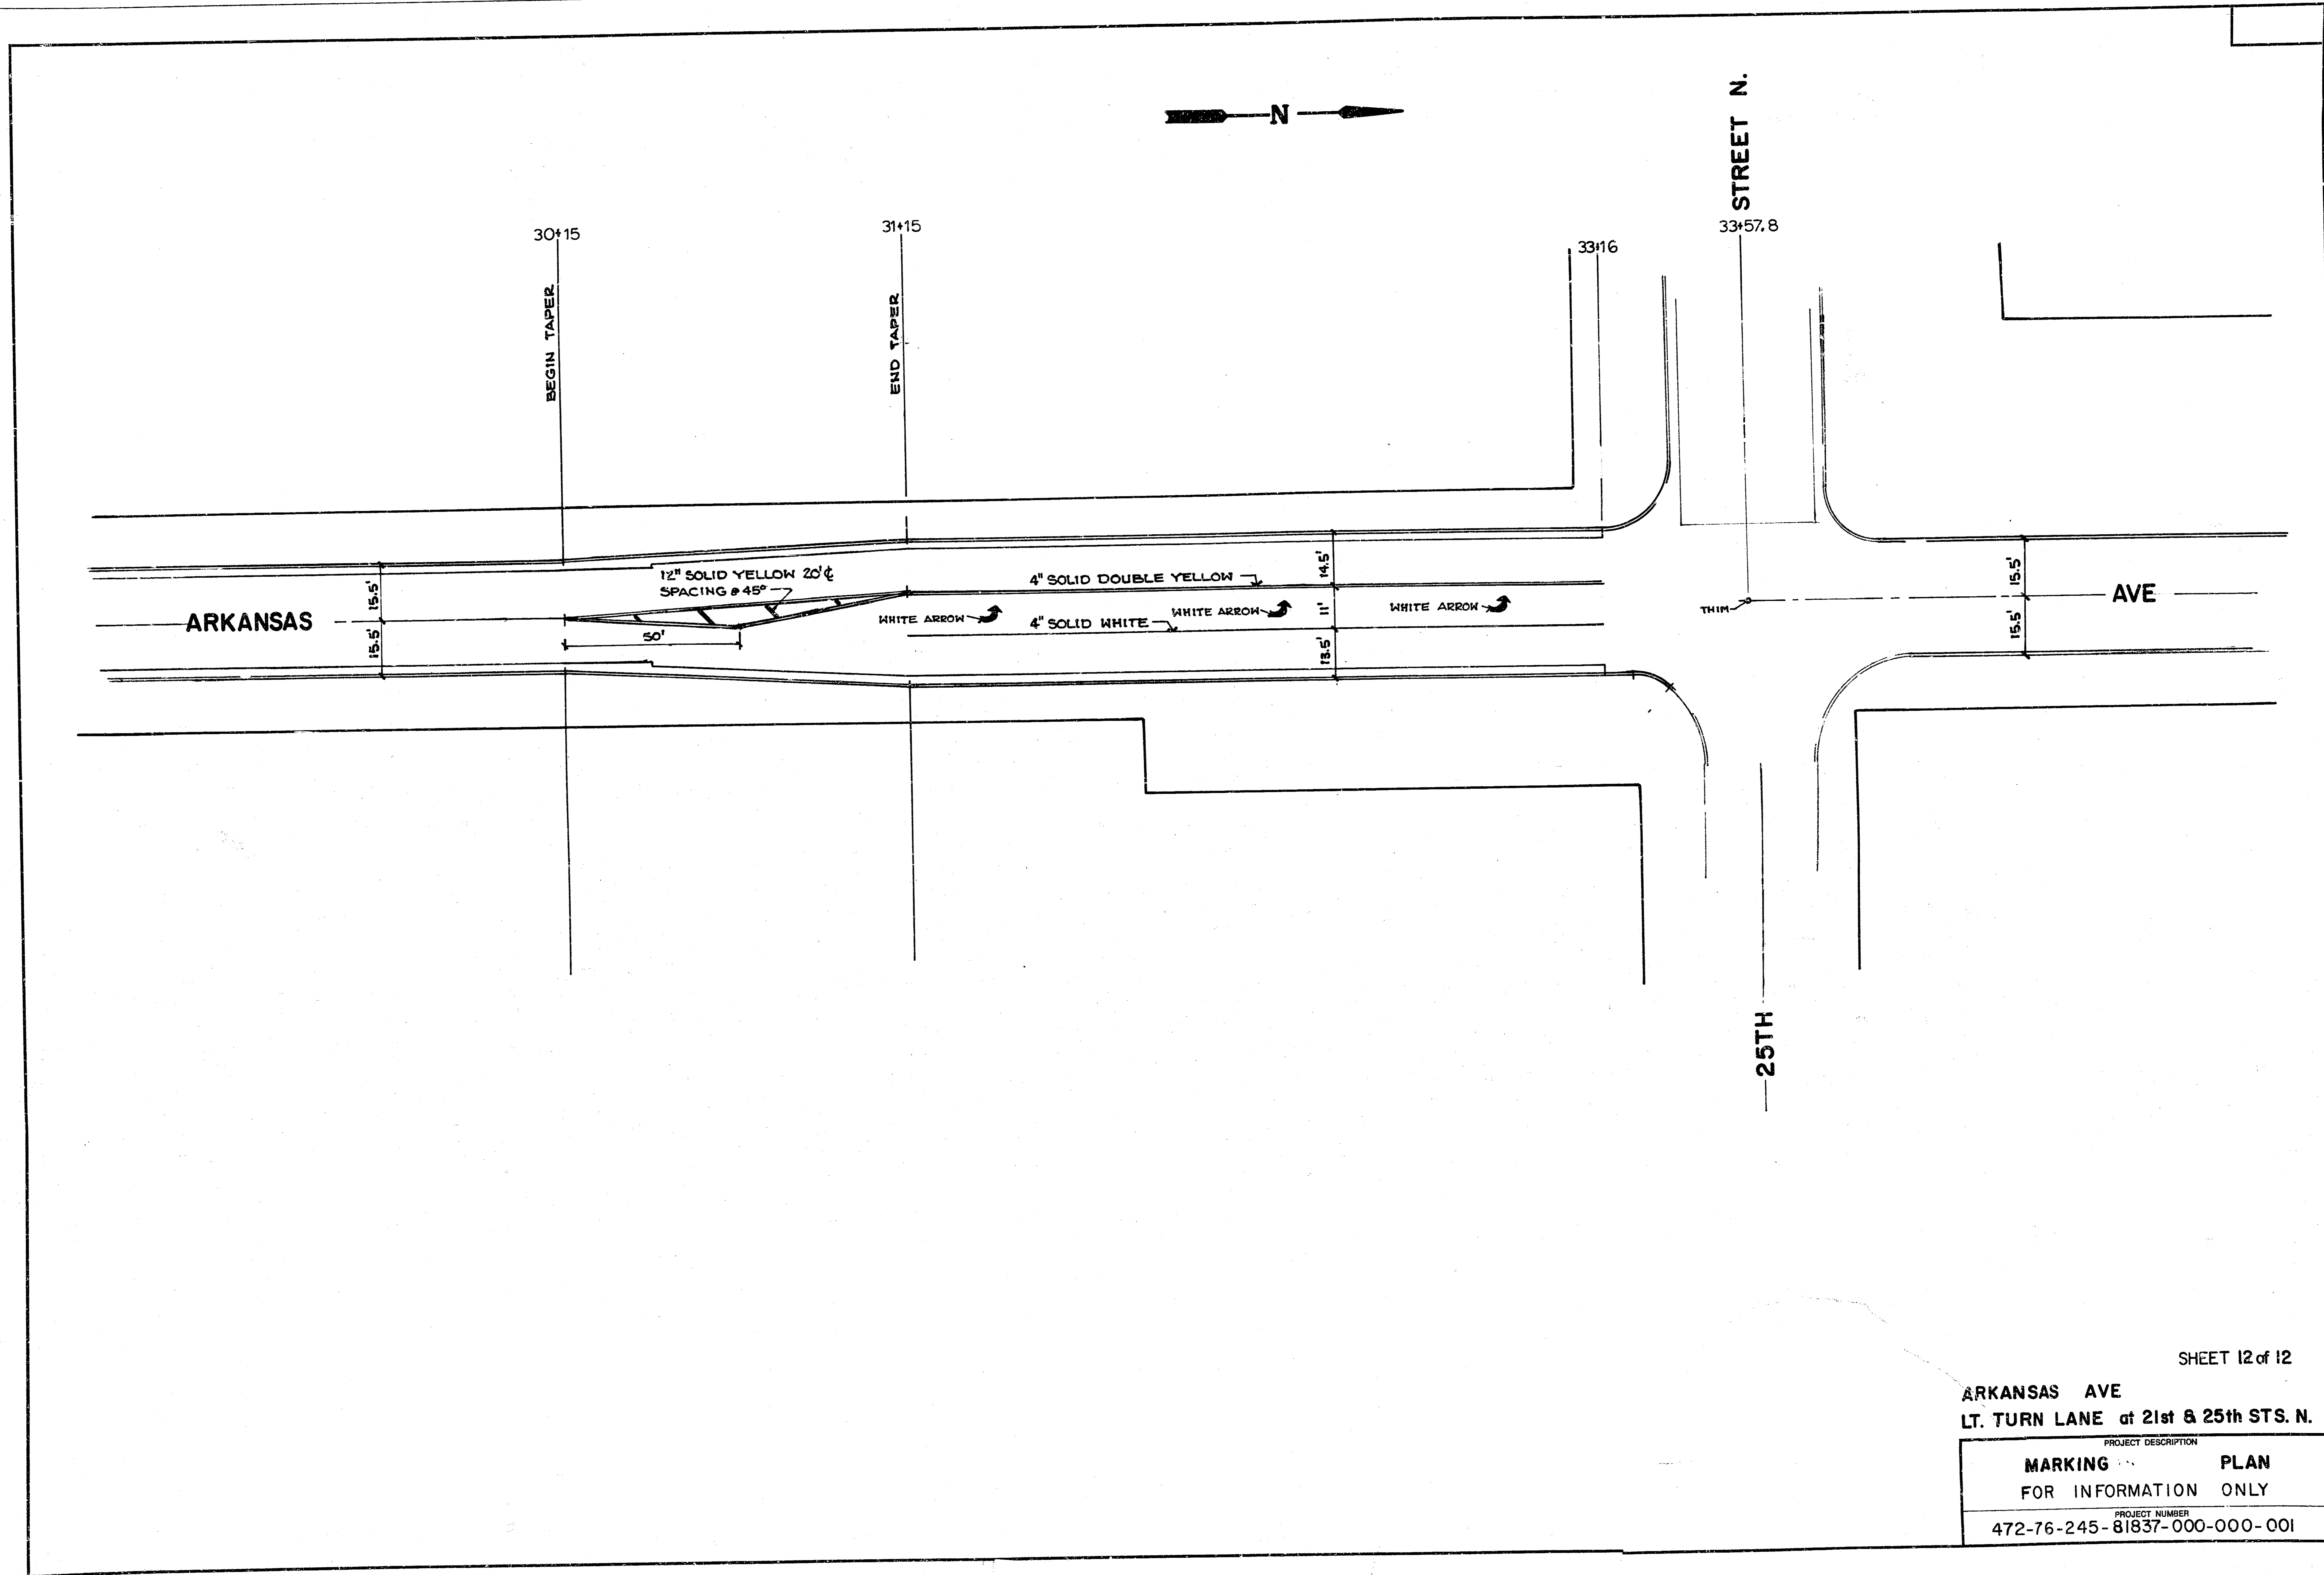 N
STREET N.
30+15
31+15
33+16
33+57.8
BEGIN TAPER
END TAPER
12" SOLID YELLOW 20' ℄
SPACING @ 45°
4" SOLID DOUBLE YELLOW
14.5'
15.5'
15.5'
ARKANSAS
WHITE ARROW
WHITE ARROW
WHITE ARROW
11'
THIM
AVE
4" SOLID WHITE
50'
15.5'
13.5'
15.5'
25TH
SHEET 12 of 12
ARKANSAS AVE
LT. TURN LANE at 21st & 25th STS. N.
PROJECT DESCRIPTION
MARKING PLAN
FOR INFORMATION ONLY
PROJECT NUMBER
472-76-245-81837-000-000-001